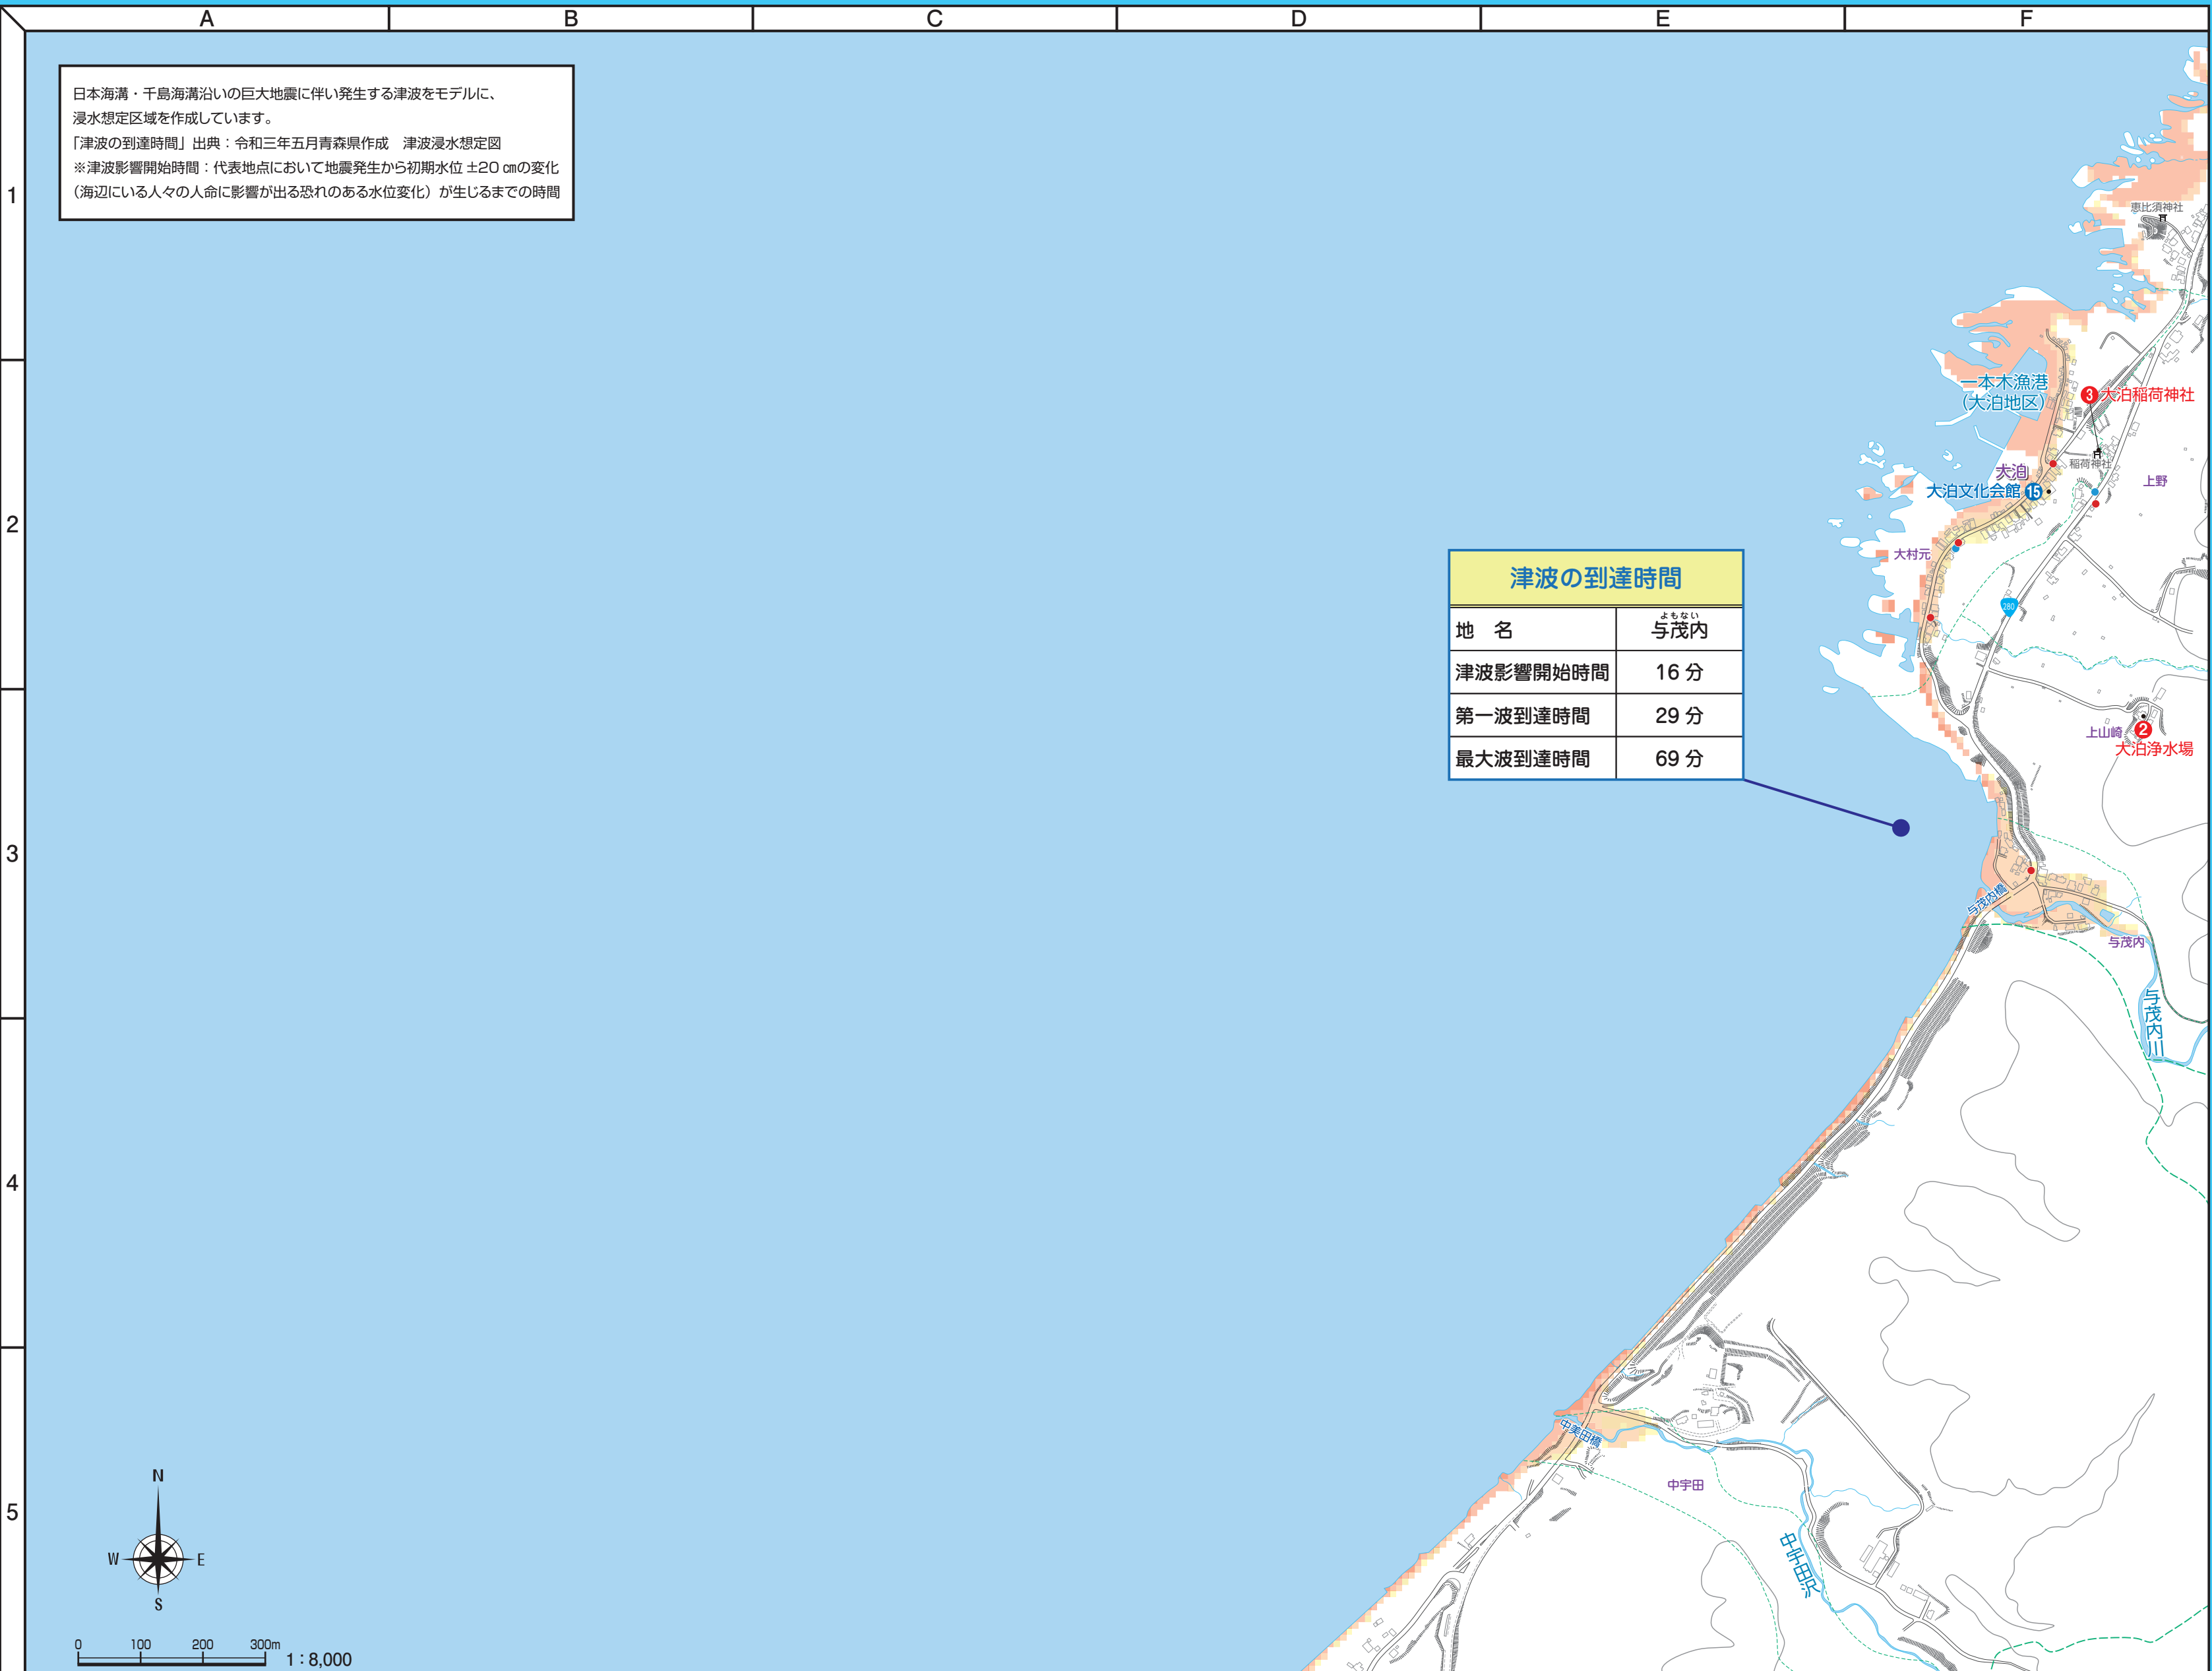 A B C D E F
1
2
3
4
5
日本海溝・千島海溝沿いの巨大地震に伴い発生する津波をモデルに、
浸水想定区域を作成しています。
「津波の到達時間」出典：令和三年五月青森県作成　津波浸水想定図
※津波影響開始時間：代表地点において地震発生から初期水位±20㎝の変化
（海辺にいる人々の人命に影響が出る恐れのある水位変化）が生じるまでの時間
恵比須神社
一本木漁港
（大泊地区）
3 大泊稲荷神社
稲荷神社
大泊
大泊文化会館 15
上野
大村元
280
津波の到達時間
地　名 与茂内
よもない
津波影響開始時間 16 分
第一波到達時間 29 分
最大波到達時間 69 分
上山崎 2
大泊浄水場
与茂内橋
与茂内
与茂内川
中美田橋
中宇田
中宇田沢
N
W E
S
0 100 200 300m
1：8,000